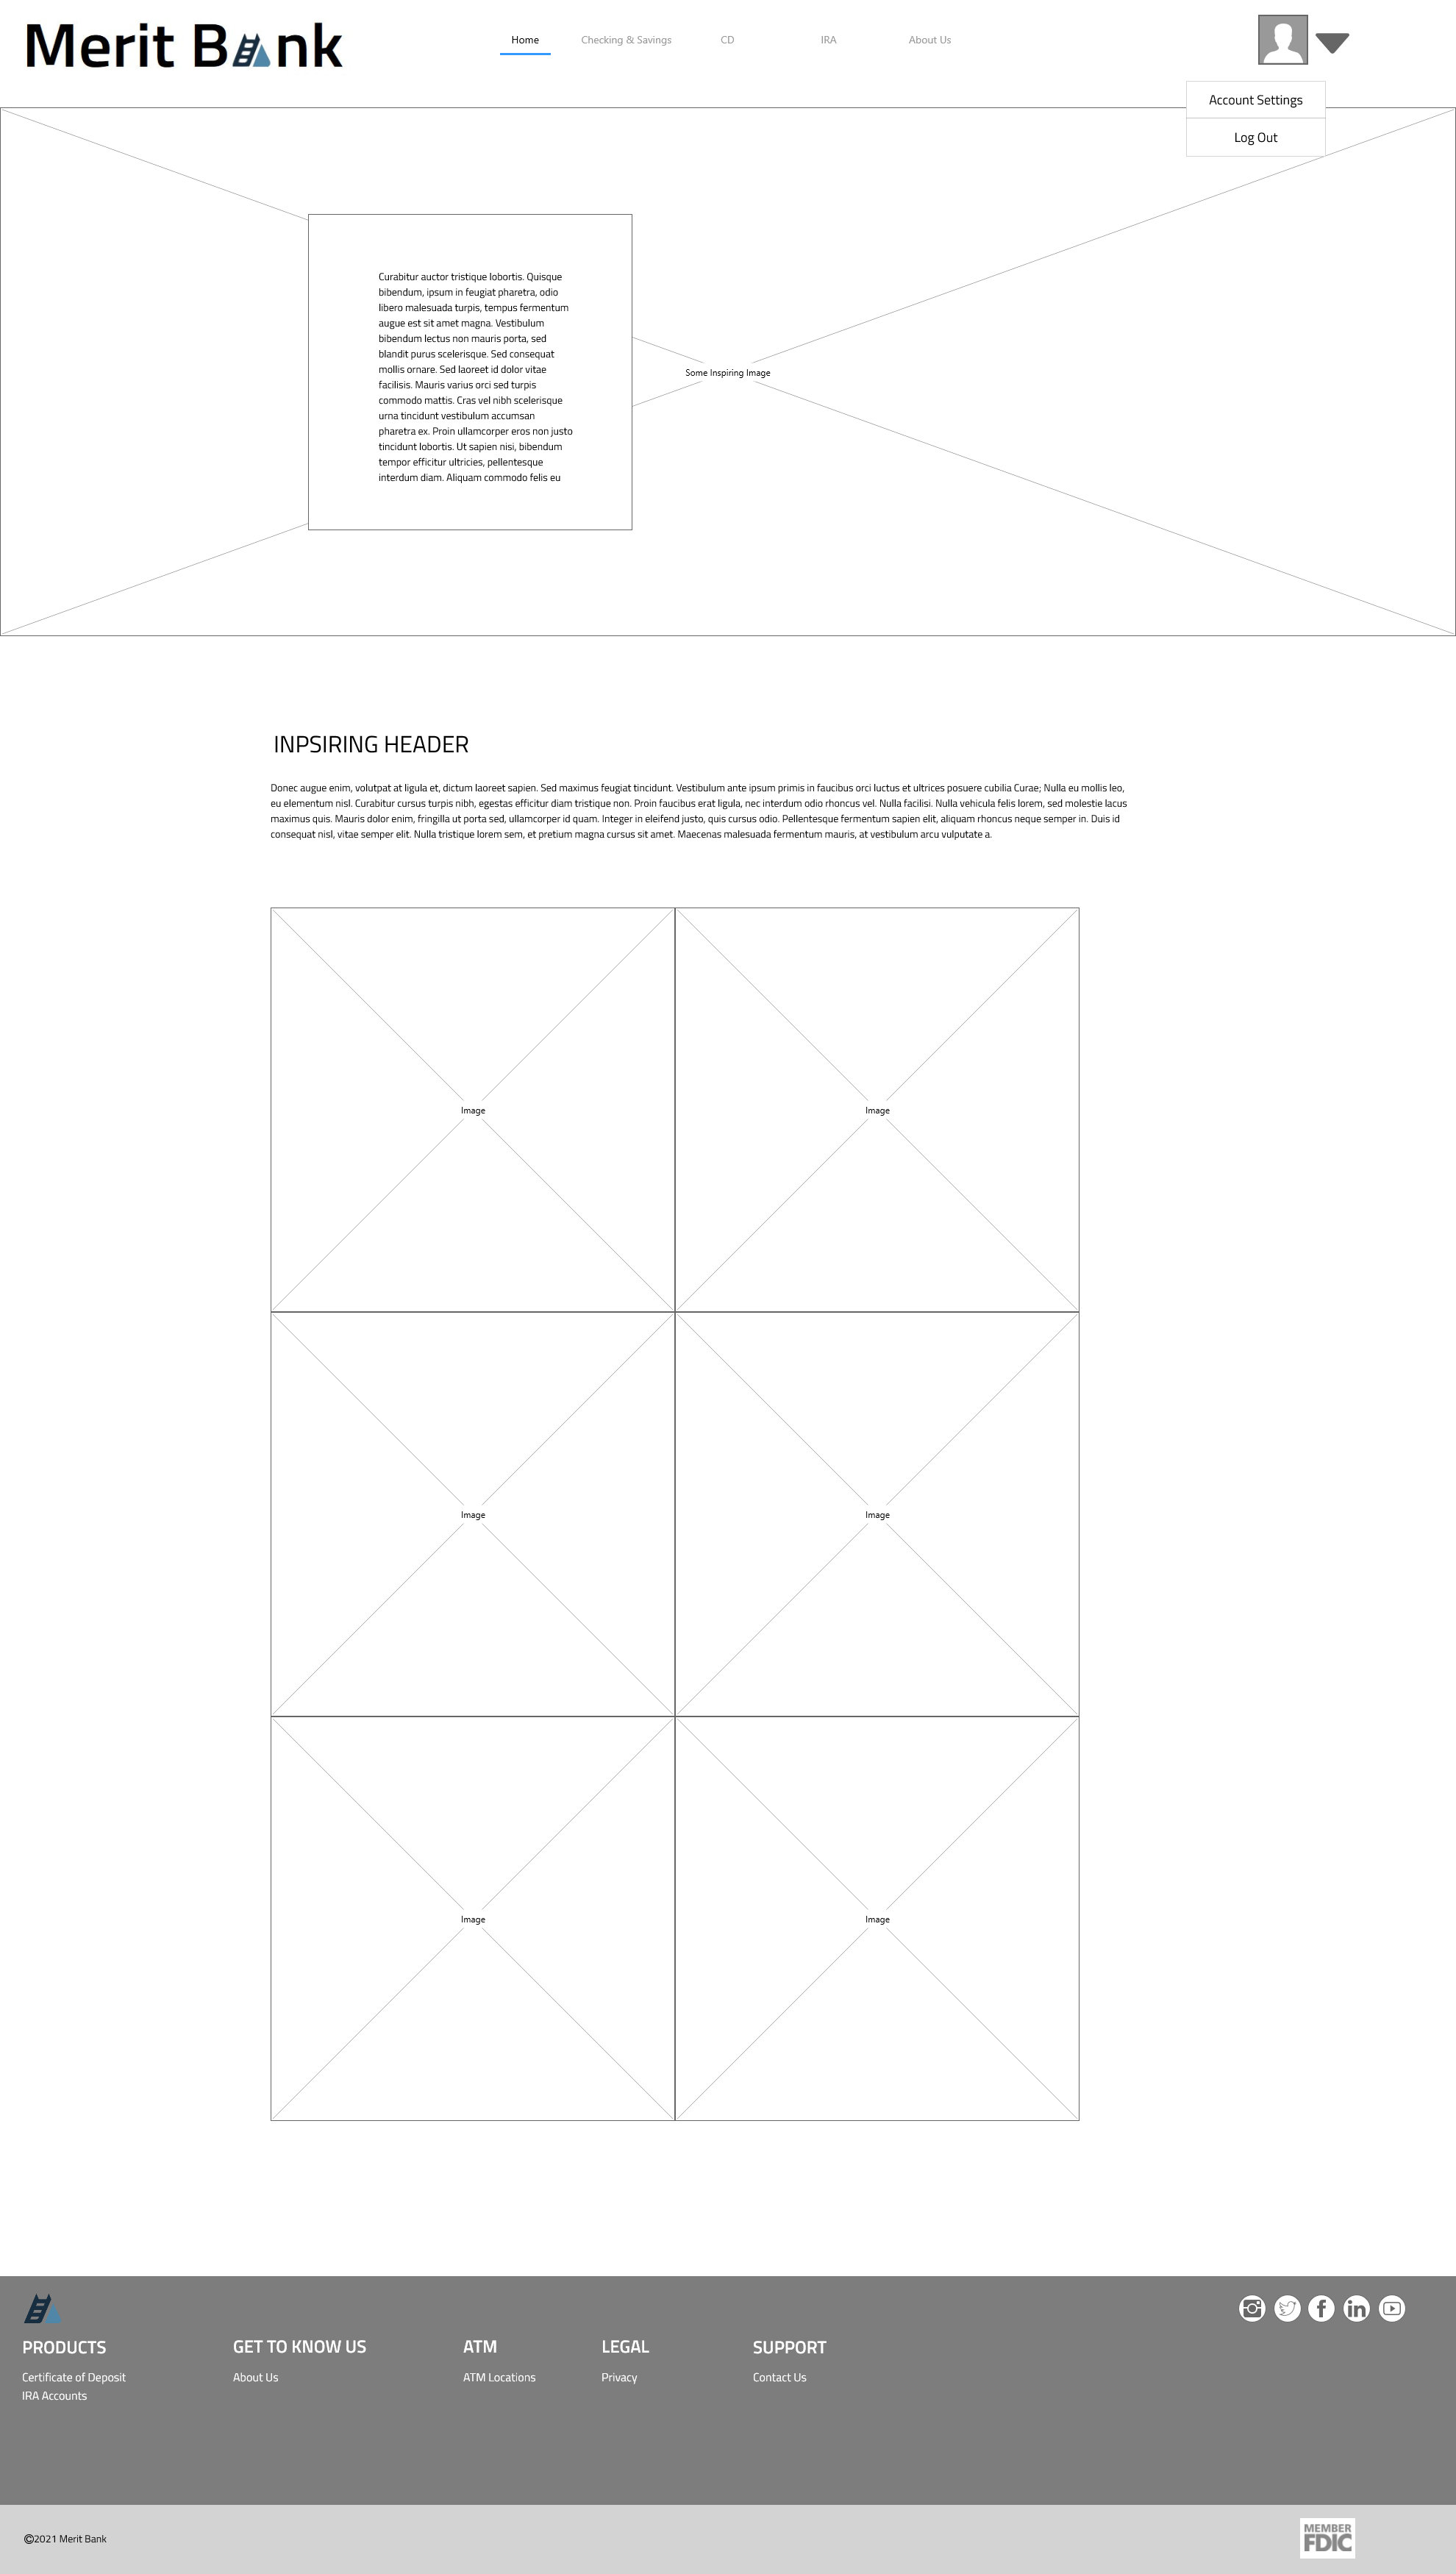 Merit Bank
Home
Checking & Savings
CD
IRA
About Us
Account Settings
Log Out
Curabitur auctor tristique lobortis. Quisque
bibendum, ipsum in feugiat pharetra, odio
libero malesuada turpis, tempus fermentum
augue est sit amet magna. Vestibulum
bibendum lectus non mauris porta, sed
blandit purus scelerisque. Sed consequat
mollis ornare. Sed laoreet id dolor vitae
facilisis. Mauris varius orci sed turpis
commodo mattis. Cras vel nibh scelerisque
urna tincidunt vestibulum accumsan
pharetra ex. Proin ullamcorper eros non justo
tincidunt lobortis. Ut sapien nisi, bibendum
tempor efficitur ultricies, pellentesque
interdum diam. Aliquam commodo felis eu
Some Inspiring Image
INPSIRING HEADER
Donec augue enim, volutpat at ligula et, dictum laoreet sapien. Sed maximus feugiat tincidunt. Vestibulum ante ipsum primis in faucibus orci luctus et ultrices posuere cubilia Curae; Nulla eu mollis leo,
eu elementum nisl. Curabitur cursus turpis nibh, egestas efficitur diam tristique non. Proin faucibus erat ligula, nec interdum odio rhoncus vel. Nulla facilisi. Nulla vehicula felis lorem, sed molestie lacus
maximus quis. Mauris dolor enim, fringilla ut porta sed, ullamcorper id quam. Integer in eleifend justo, quis cursus odio. Pellentesque fermentum sapien elit, aliquam rhoncus neque semper in. Duis id
consequat nisl, vitae semper elit. Nulla tristique lorem sem, et pretium magna cursus sit amet. Maecenas malesuada fermentum mauris, at vestibulum arcu vulputate a.
Image
Image
Image
Image
Image
Image
PRODUCTS
Certificate of Deposit
IRA Accounts
GET TO KNOW US
About Us
ATM
ATM Locations
LEGAL
Privacy
SUPPORT
Contact Us
©2021 Merit Bank
MEMBER
FDIC